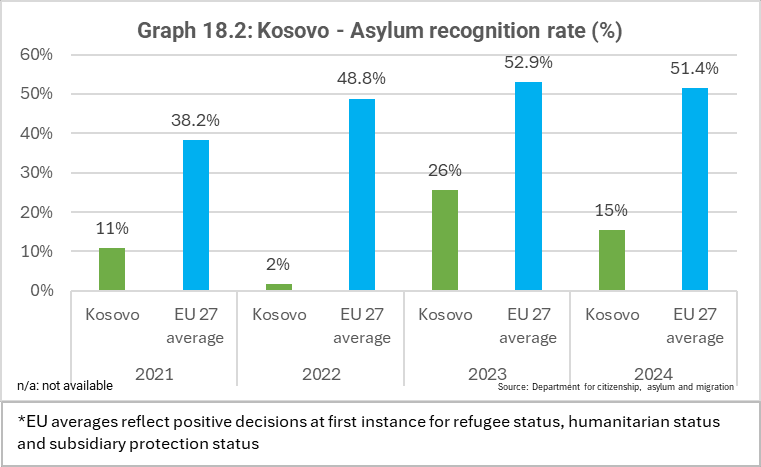 Graph 18.2: Kosovo - Asylum recognition rate (%)
60%
50%
40%
30%
20%
10%
0%
11%
38.2%
2%
48.8%
26%
52.9%
15%
51.4%
Kosovo
EU 27
average
Kosovo
EU 27
average
Kosovo
EU 27
average
Kosovo
EU 27
average
2021
2022
2023
2024
n/a: not available
Source: Department for citizenship, asylum and migration
*EU averages reflect positive decisions at first instance for refugee status, humanitarian status
and subsidiary protection status